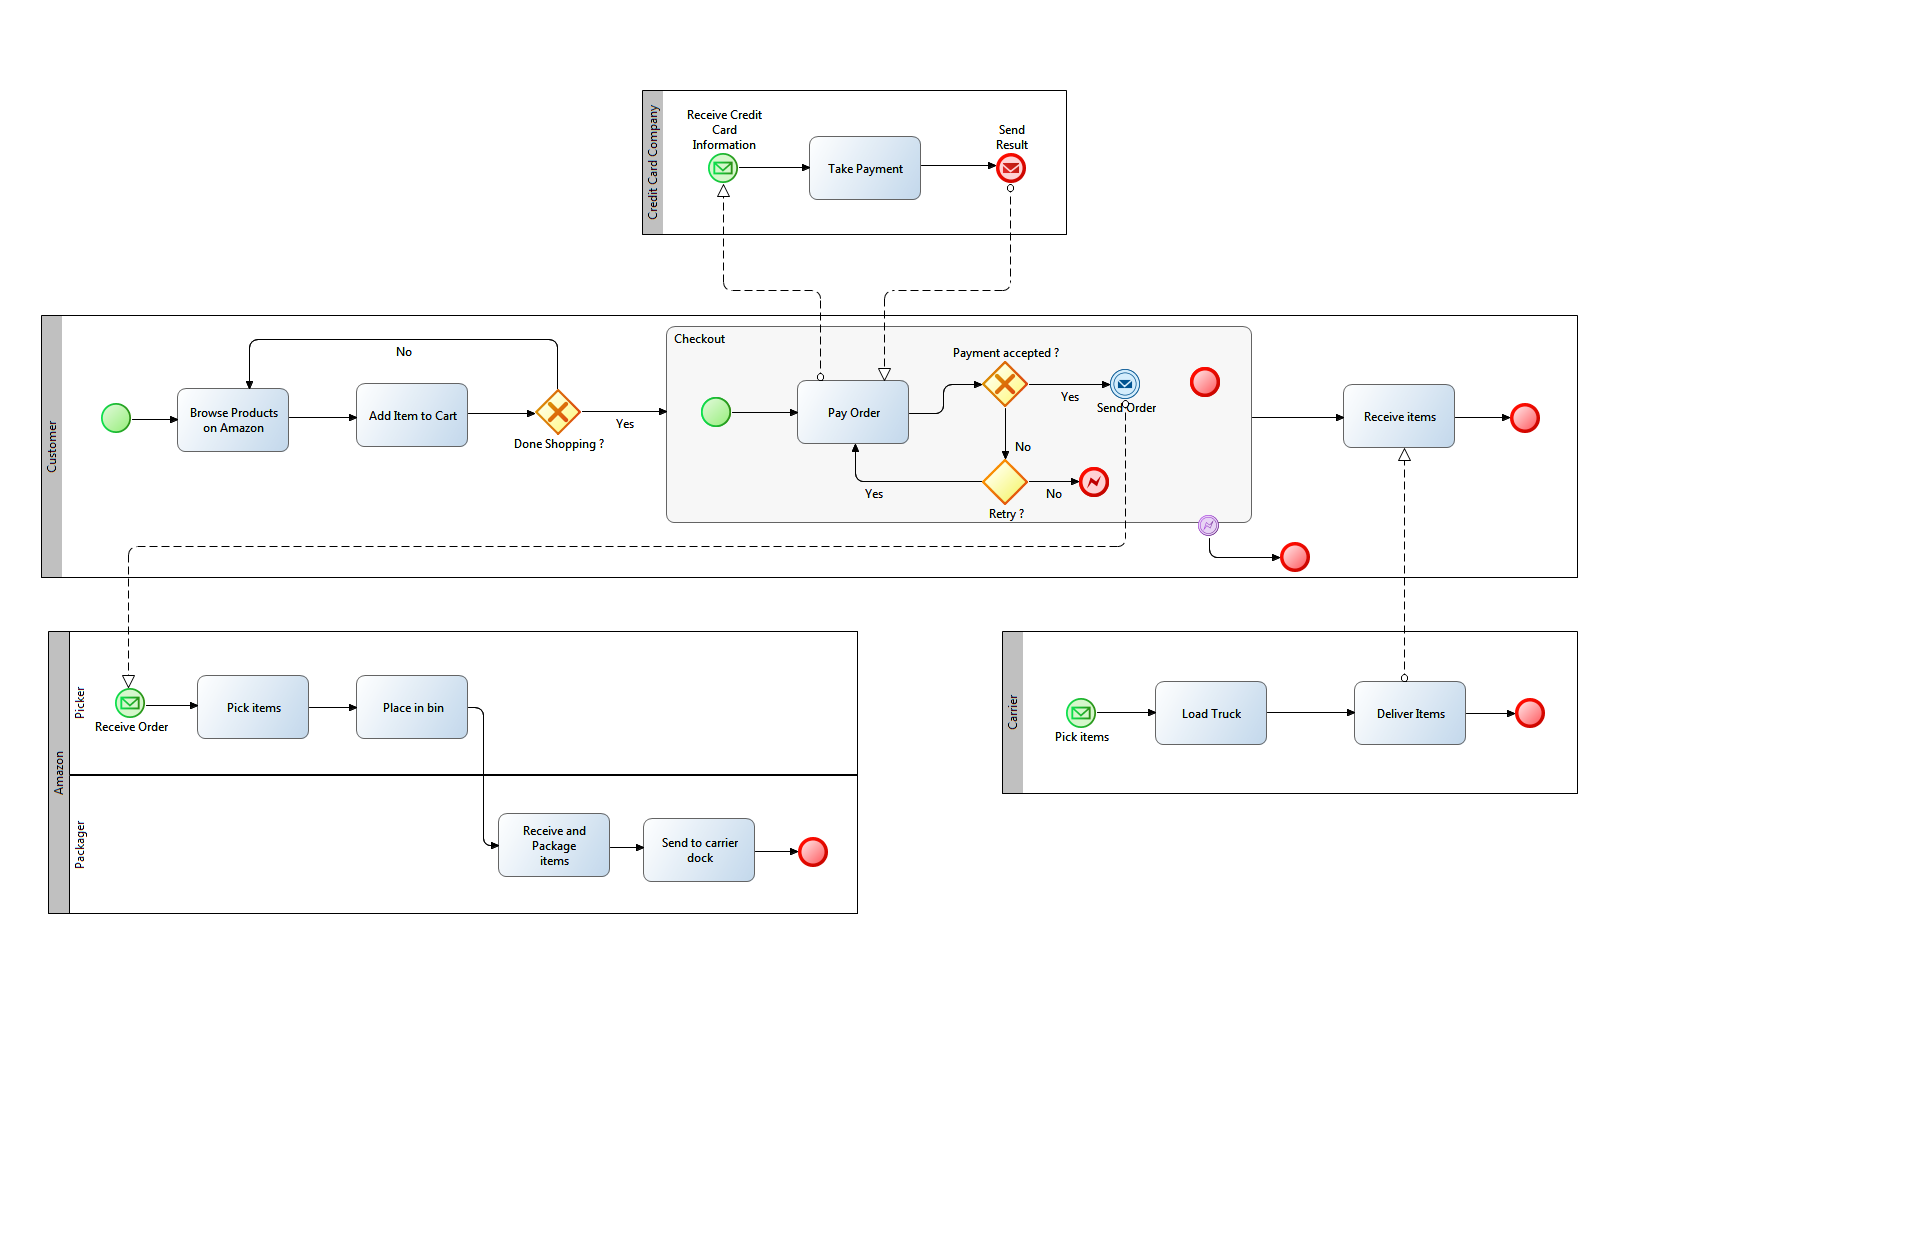 Credit Card Company
Receive Credit
Card
Information
Take Payment
Send
Result
Customer
No
Browse Products
on Amazon
Add Item to Cart
Done Shopping ?
Yes
Checkout
Pay Order
Payment accepted ?
Yes
Send Order
No
Yes
Retry ?
No
Receive items
Amazon
Picker
Receive Order
Pick items
Place in bin
Packager
Receive and
Package
items
Send to carrier
dock
Carrier
Pick items
Load Truck
Deliver Items